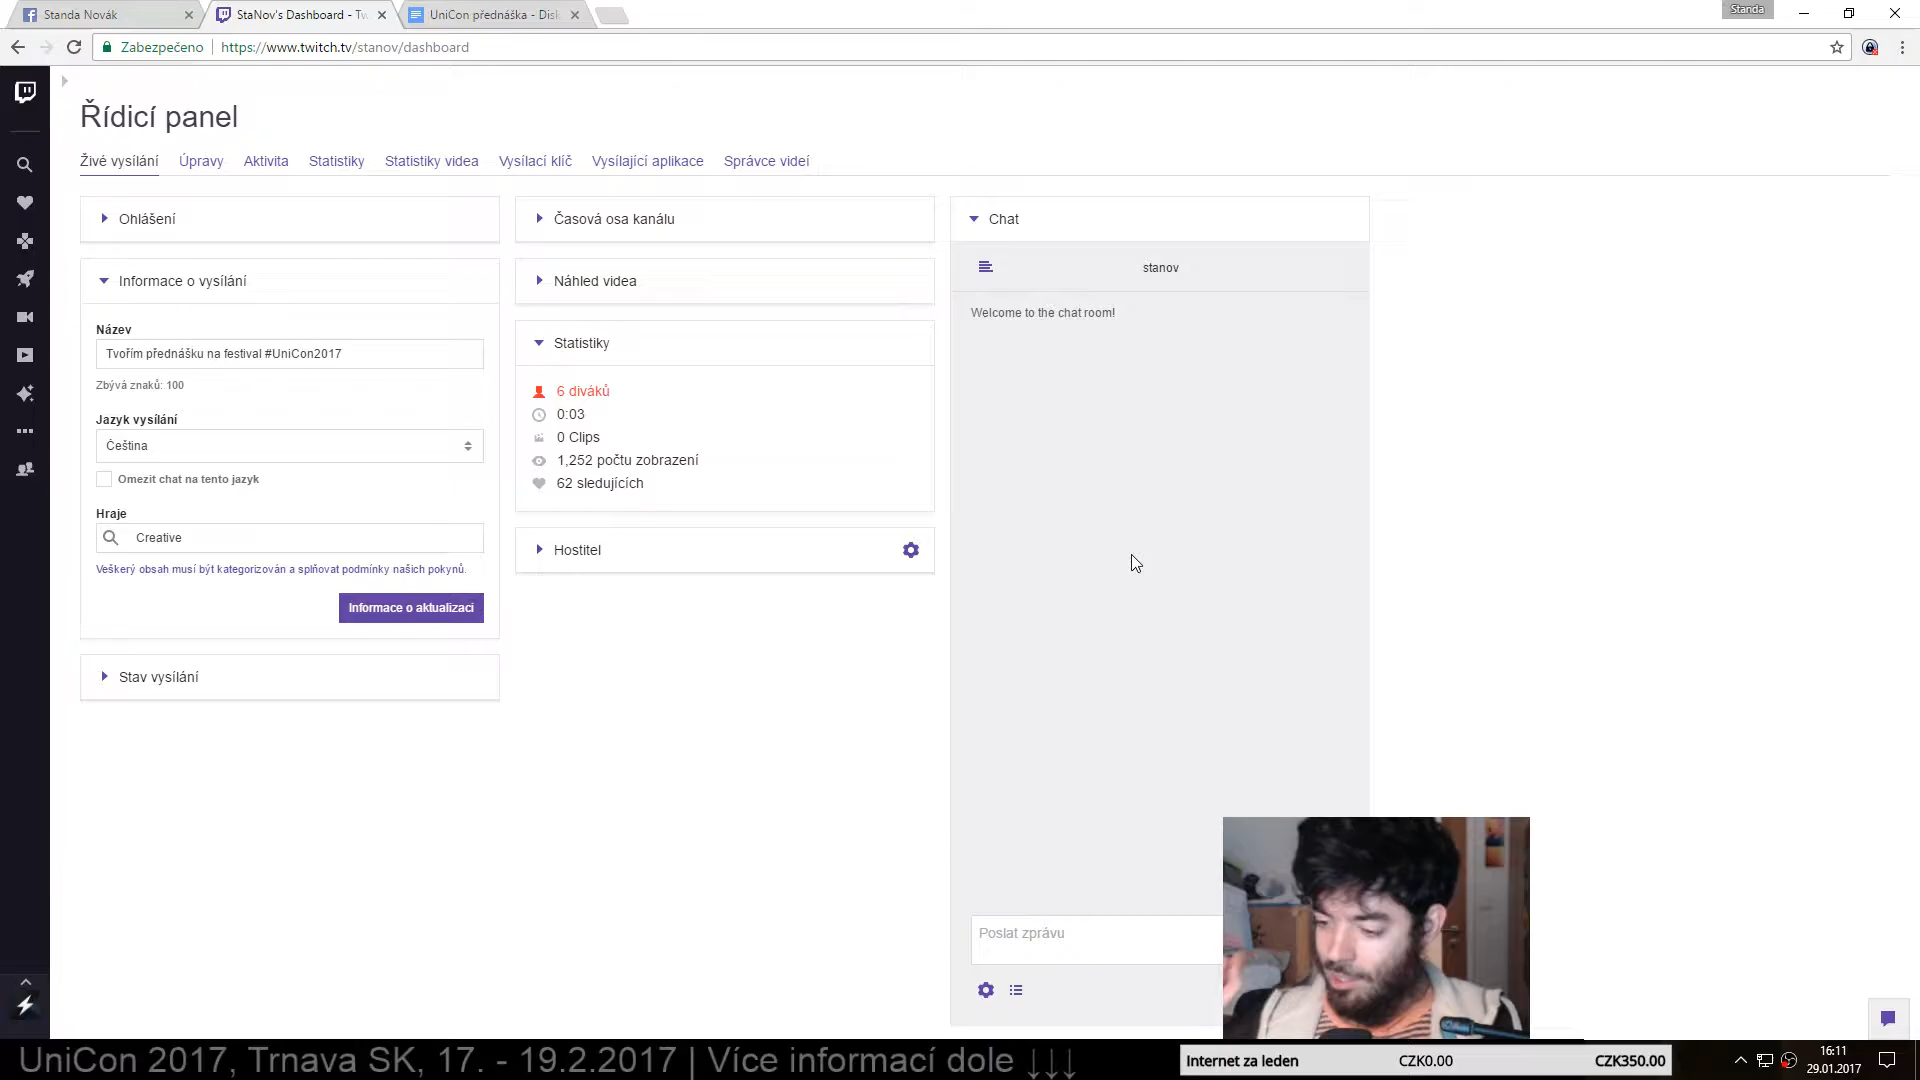 Standa Novák
StaNov's Dashboard - Tw
UniCon přednáška - Disk
Standa
Zabezpečeno
https://www.twitch.tv/stanov/dashboard
Řídicí panel
Živé vysílání
Úpravy
Aktivita
Statistiky
Statistiky videa
Vysílací klíč
Vysílající aplikace
Správce videí
Ohlášení
Informace o vysílání
Název
Tvořím přednášku na festival #UniCon2017
Zbývá znaků: 100
Jazyk vysílání
Čeština
Omezit chat na tento jazyk
Hraje
Creative
Veškerý obsah musí být kategorizován a splňovat podmínky našich pokynů.
Informace o aktualizaci
Stav vysílání
Časová osa kanálu
Náhled videa
Statistiky
6 diváků
0:03
0 Clips
1,252 počtu zobrazení
62 sledujících
Hostitel
Chat
stanov
Welcome to the chat room!
Poslat zprávu
UniCon 2017, Trnava SK, 17. - 19.2.2017 | Více informací dole ↓↓↓
Internet za leden
CZK0.00
CZK350.00
16:11
29.01.2017